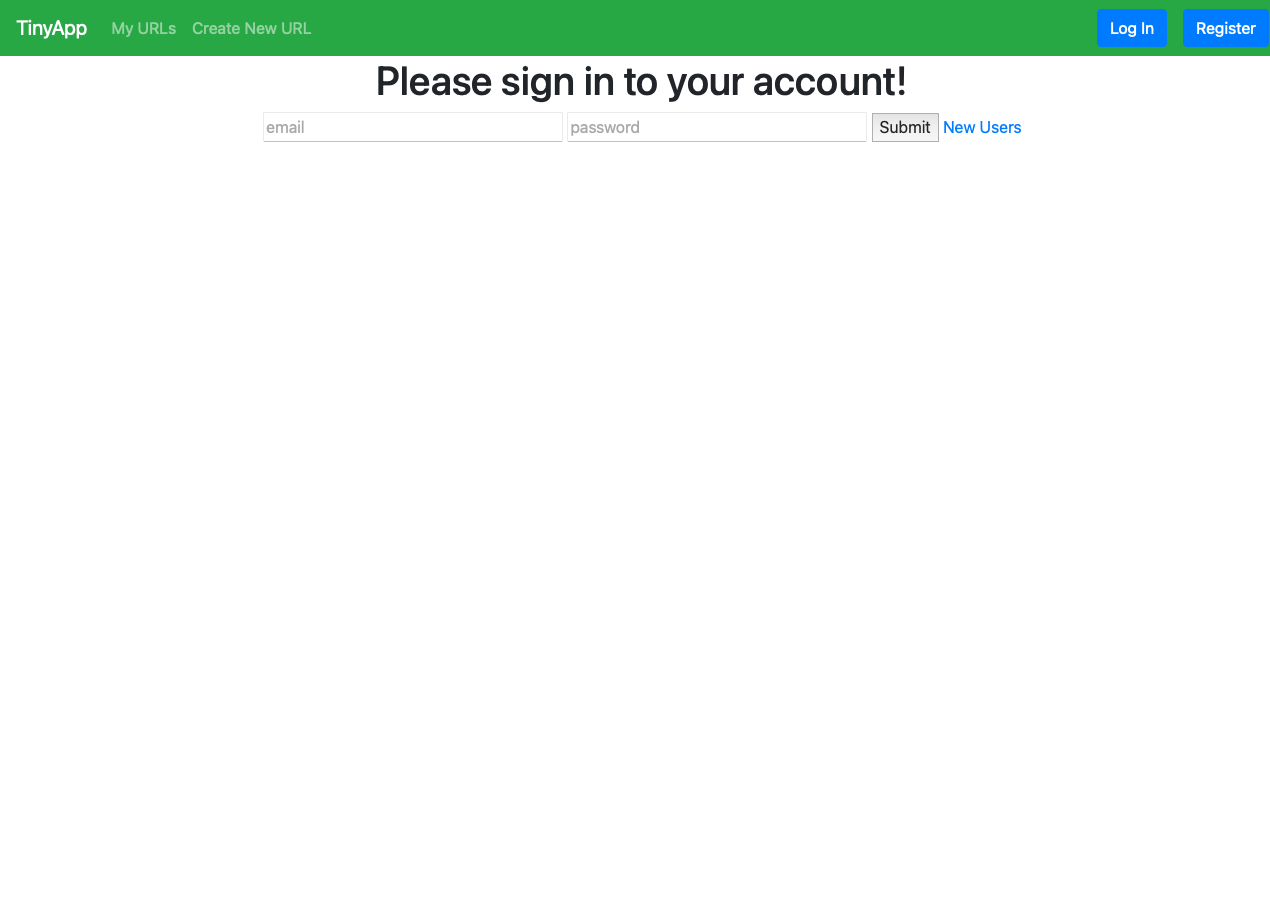 TinyApp My URLs Create New URL Log In Register
Please sign in to your account!
email password Submit New Users